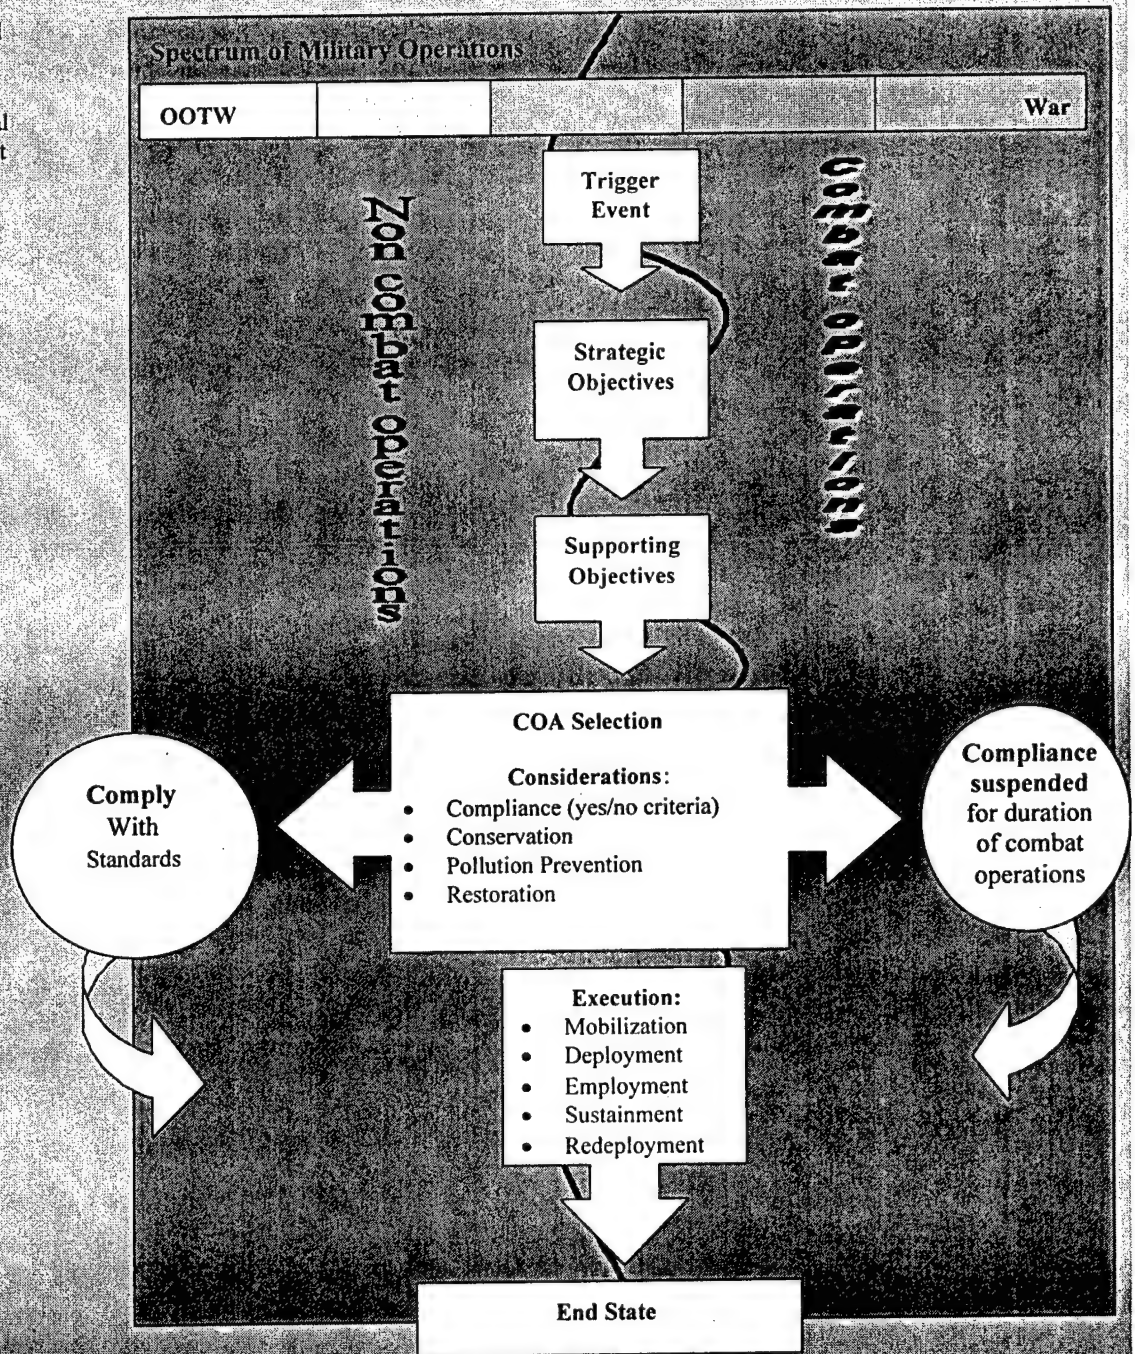 Spectrum of Military Operations
OOTW
War
Trigger
Event
Non combat operations
Combat operations
Strategic
Objectives
Supporting
Objectives
COA Selection
Considerations:
• Compliance (yes/no criteria)
• Conservation
• Pollution Prevention
• Restoration
Comply
With
Standards
Compliance
suspended
for duration
of combat
operations
Execution:
• Mobilization
• Deployment
• Employment
• Sustainment
• Redeployment
End State